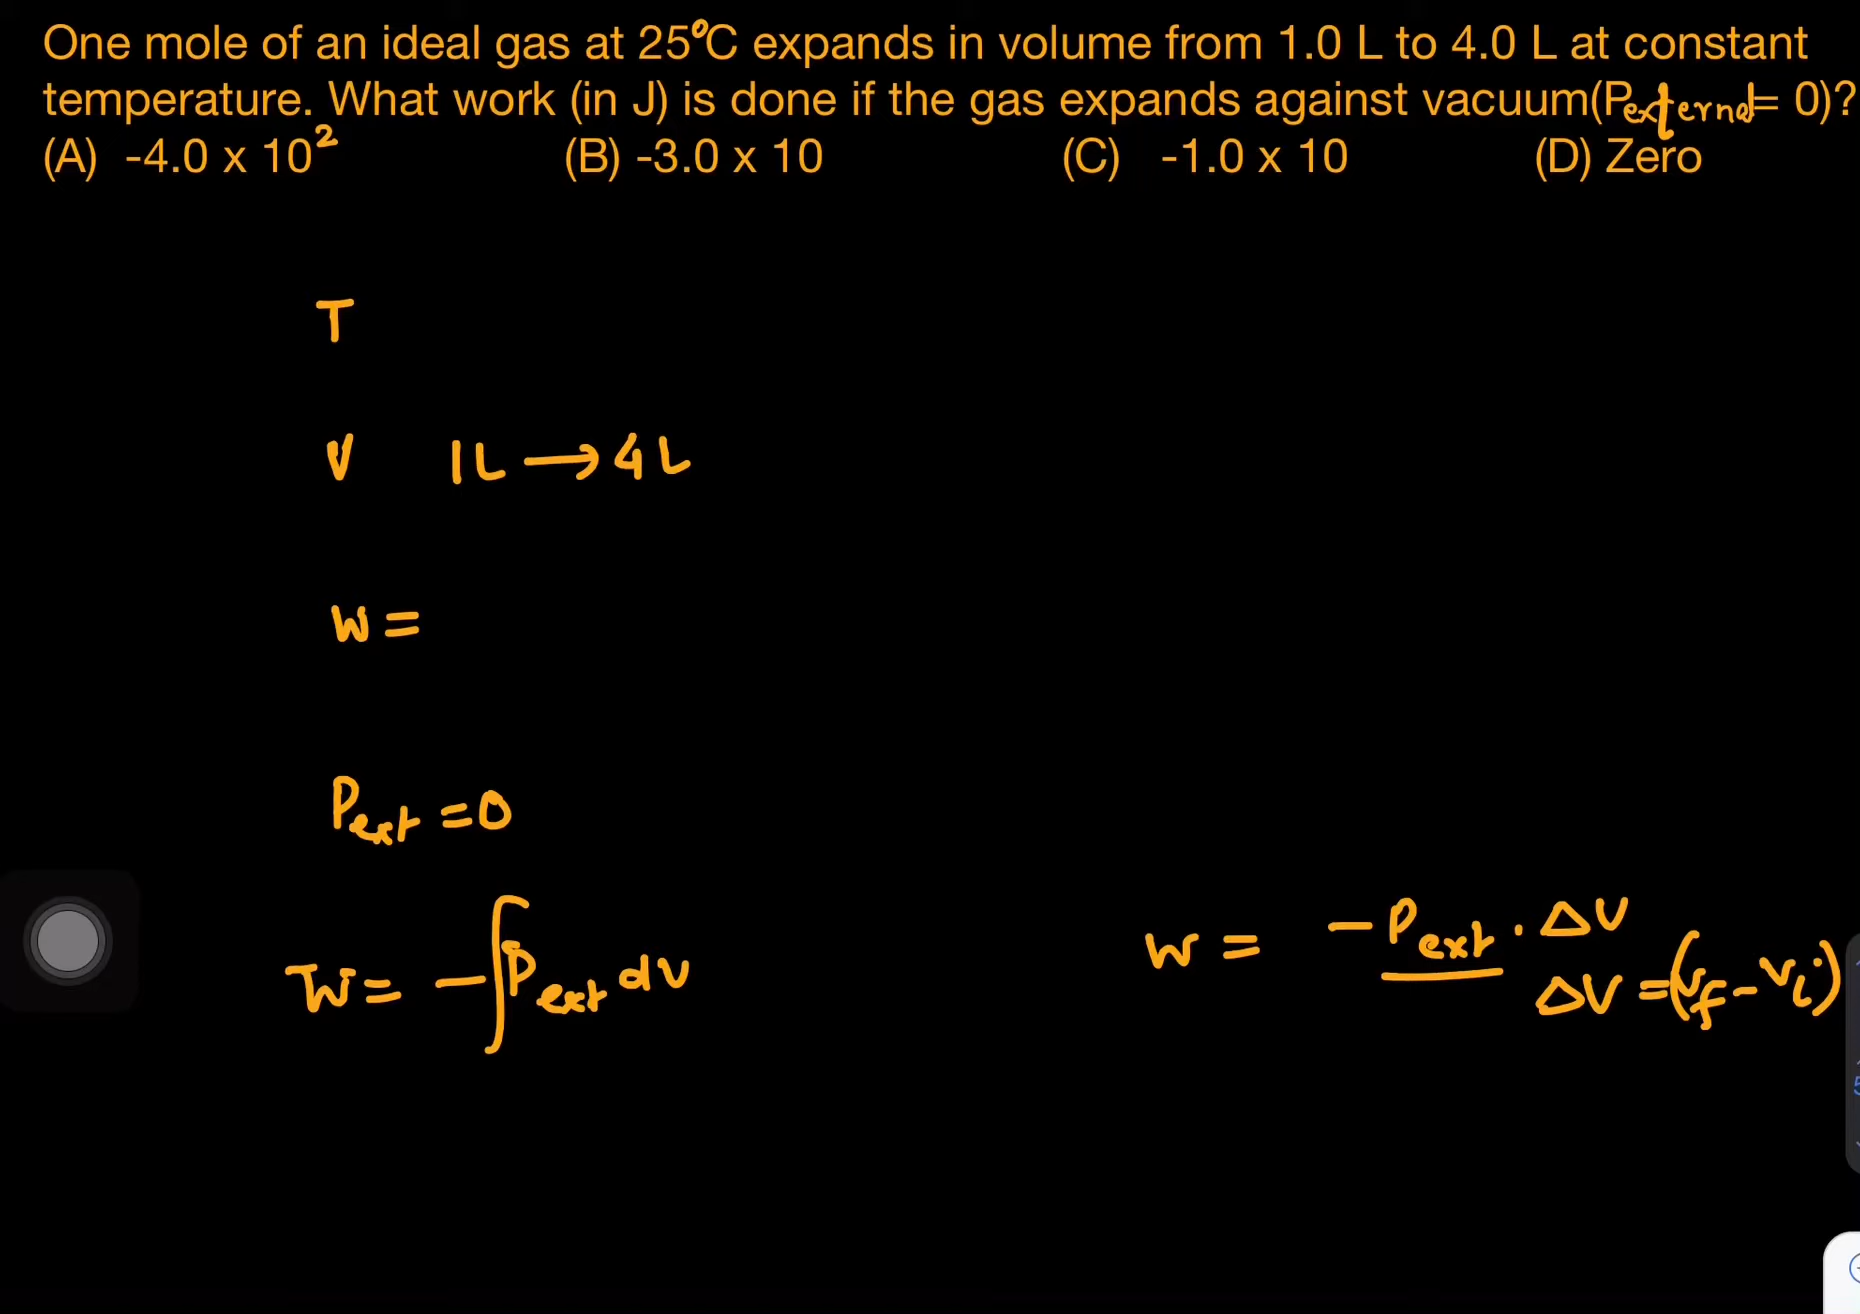 One mole of an ideal gas at 25°C expands in volume from 1.0 L to 4.0 L at constant
temperature. What work (in J) is done if the gas expands against vacuum(Pexternal= 0)?
(A) -4.0 x 10² (B) -3.0 x 10 (C) -1.0 x 10 (D) Zero
T
V 1L → 4L
W =
Pext = 0
W = -∫Pext dv
W = -Pext . ΔV
ΔV = (Vf - Vi)